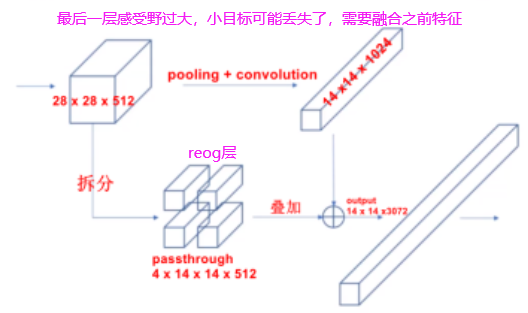 最后一层感受野过大，小目标可能丢失了，需要融合之前特征
pooling + convolution
28 x 28 x 512
14 x14 x 1024
reog层
拆分
叠加
output
14 x 14 x3072
passthrough
4 x 14 x 14 x 512